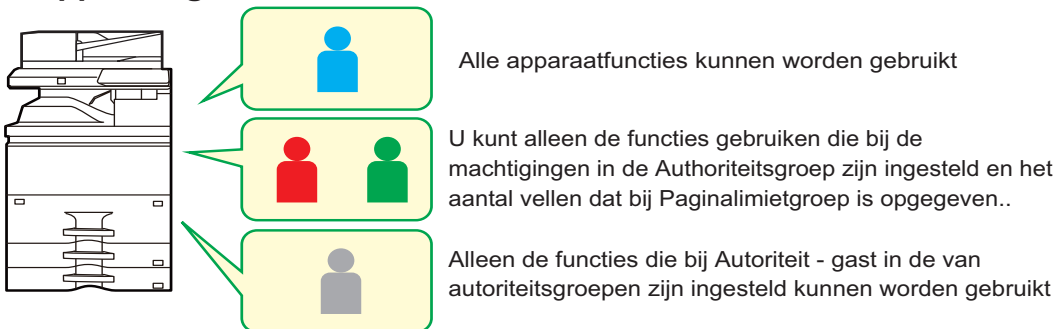 Alle apparaatfuncties kunnen worden gebruikt
U kunt alleen de functies gebruiken die bij de
machtigingen in de Authoriteitsgroep zijn ingesteld en het
aantal vellen dat bij Paginalimietgroep is opgegeven..
Alleen de functies die bij Autoriteit - gast in de van
autoriteitsgroepen zijn ingesteld kunnen worden gebruikt